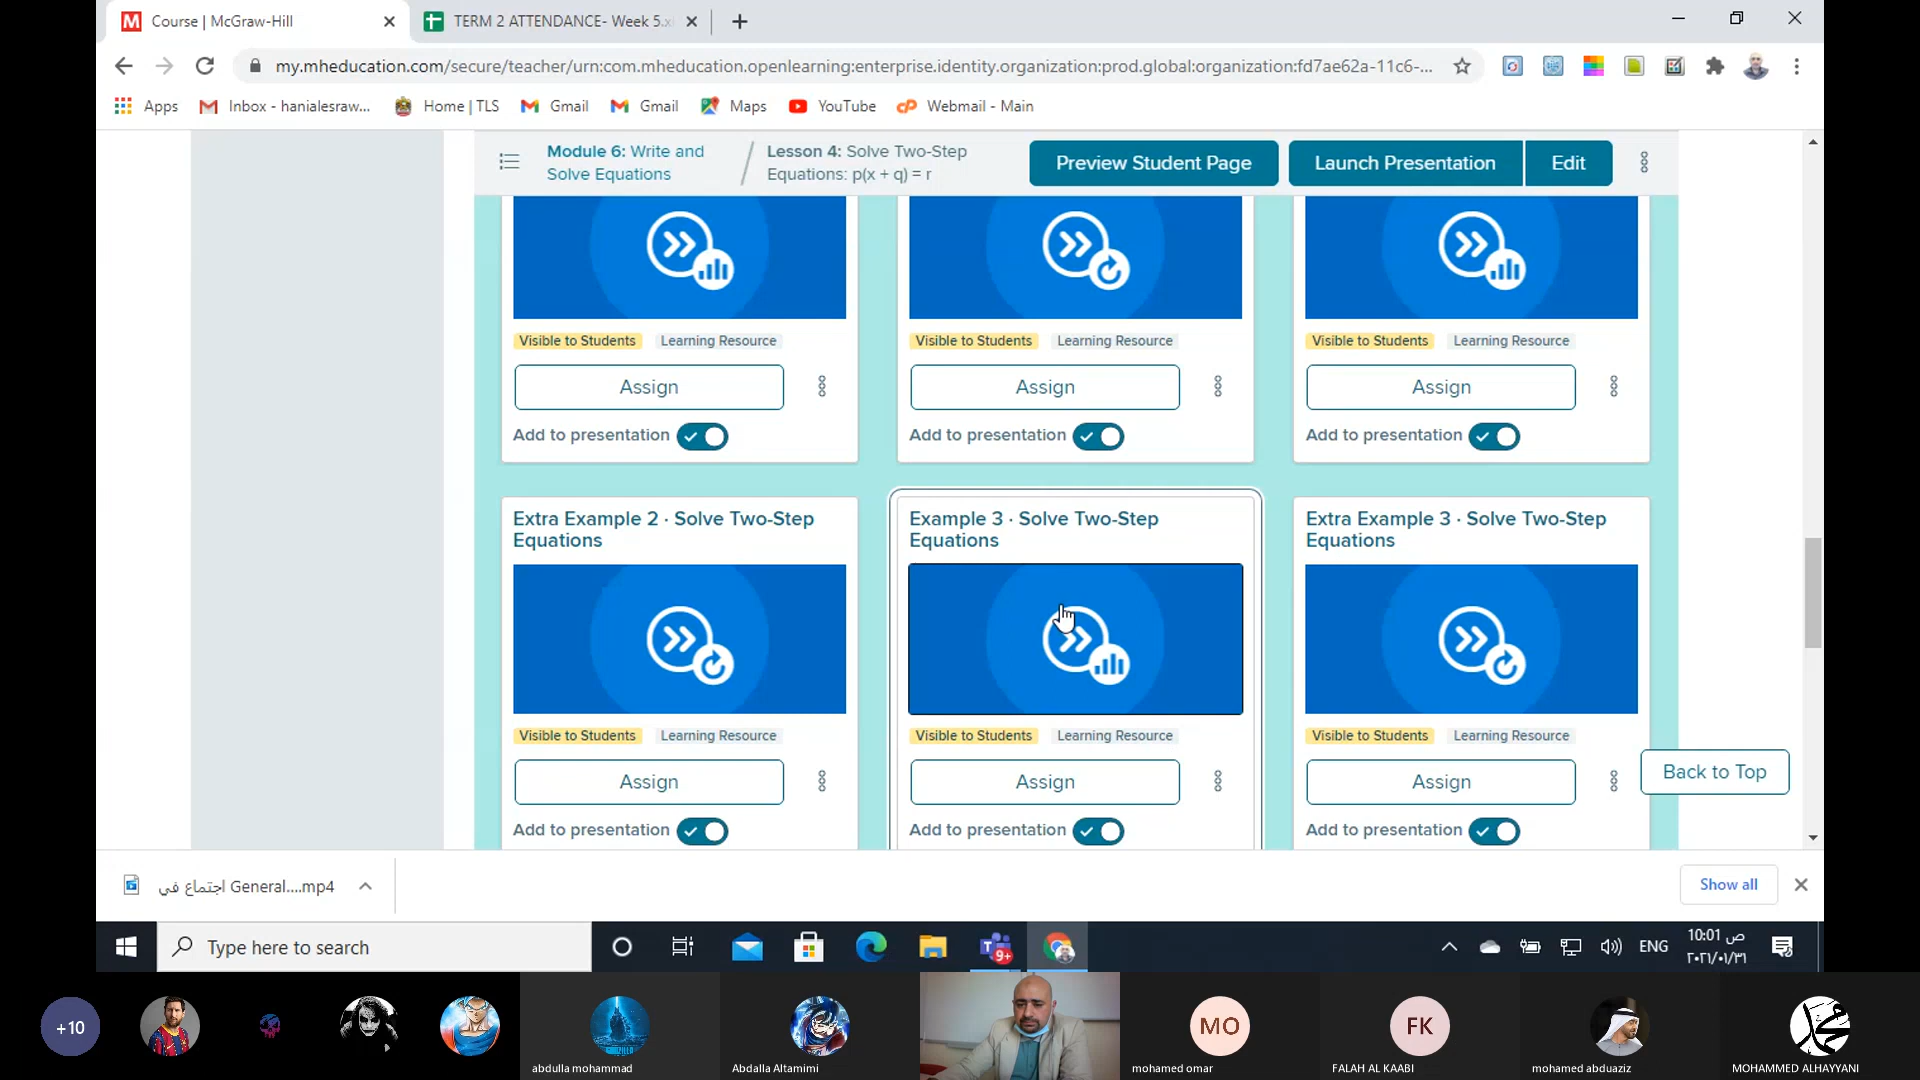 Course | McGraw-Hill
TERM 2 ATTENDANCE- Week 5.x
my.mheducation.com/secure/teacher/urn:com.mheducation.openlearning:enterprise.identity.organization:prod.global:organization:fd7ae62a-11c6-...
Apps
Inbox - hanialesraw...
Home | TLS
Gmail
Gmail
Maps
YouTube
Webmail - Main
Module 6: Write and
Solve Equations
Lesson 4: Solve Two-Step
Equations: p(x + q) = r
Preview Student Page
Launch Presentation
Edit
Visible to Students
Learning Resource
Visible to Students
Learning Resource
Visible to Students
Learning Resource
Assign
Assign
Assign
Add to presentation
Add to presentation
Add to presentation
Extra Example 2 · Solve Two-Step
Equations
Example 3 · Solve Two-Step
Equations
Extra Example 3 · Solve Two-Step
Equations
Visible to Students
Learning Resource
Visible to Students
Learning Resource
Visible to Students
Learning Resource
Assign
Assign
Assign
Back to Top
Add to presentation
Add to presentation
Add to presentation
اجتماع في General....mp4
Show all
Type here to search
9+
ENG
10:01 ص
٢٠٢١/٠١/٣١
+10
abdulla mohammad
Abdalla Altamimi
MO
mohamed omar
FK
FALAH AL KAABI
mohamed abduaziz
MOHAMMED ALHAYYANI